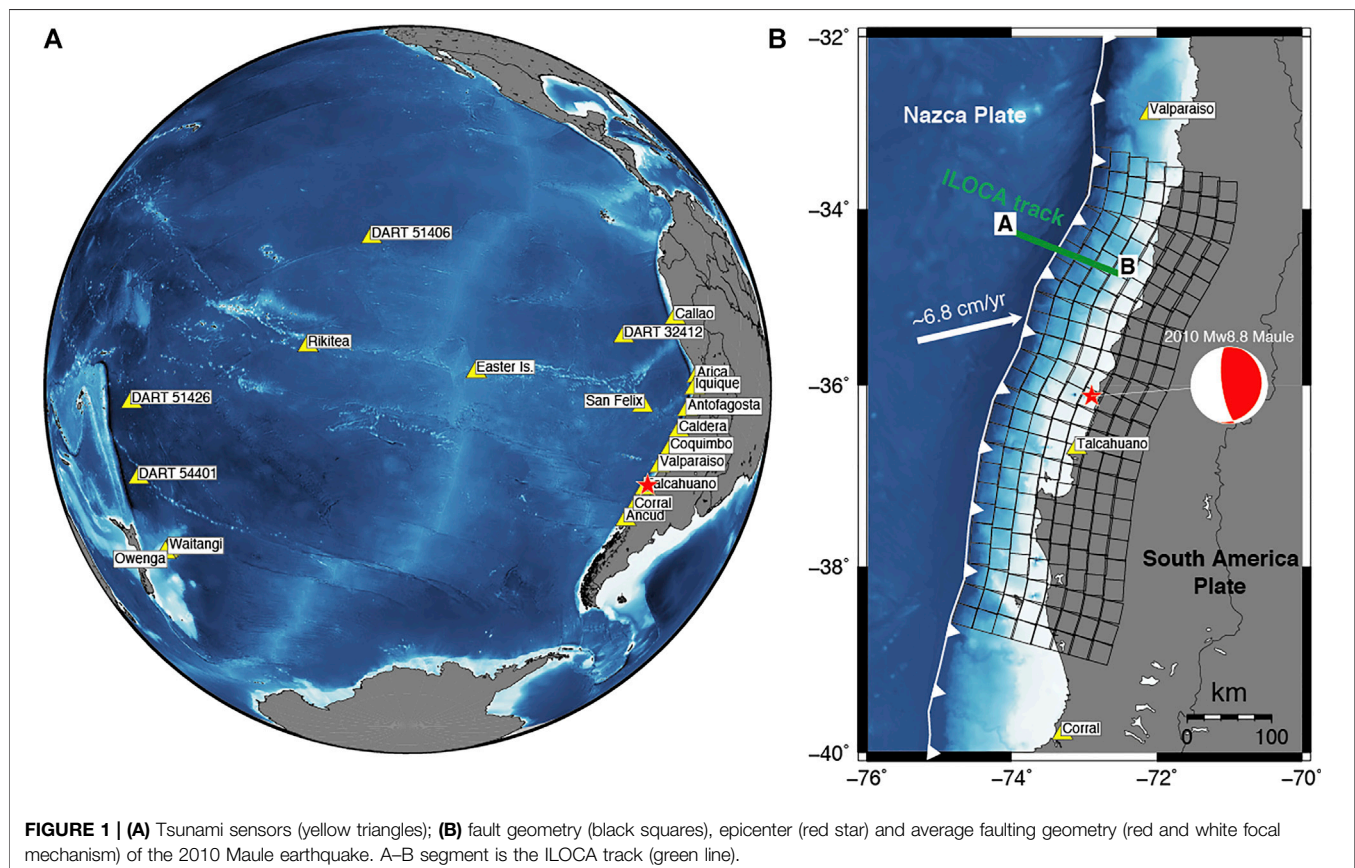 A
DART 51406
Callao
DART 32412
Rikitea
Easter Is.
Arica
Iquique
San Felix
Antofagosta
DART 51426
Caldera
Coquimbo
Valparaiso
DART 54401
alcahuano
Corral
Ancud
Waitangi
Owenga
B
−32°
−34°
−36°
−38°
−40°
−76°
−74°
−72°
−70°
Valparaiso
Nazca Plate
ILOCA track
A
B
~6.8 cm/yr
2010 Mw8.8 Maule
Talcahuano
South America
Plate
km
0
100
Corral
FIGURE 1 | (A) Tsunami sensors (yellow triangles); (B) fault geometry (black squares), epicenter (red star) and average faulting geometry (red and white focal
mechanism) of the 2010 Maule earthquake. A–B segment is the ILOCA track (green line).